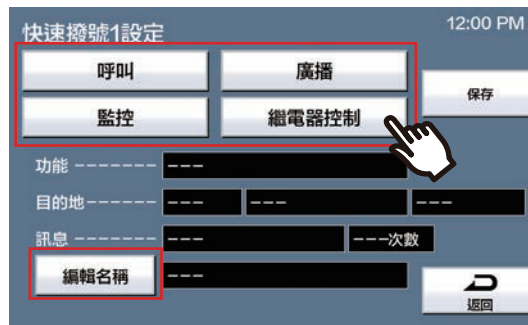 快速撥號1設定 12:00 PM
呼叫 廣播
保存
監控 繼電器控制
功能 ------- ---
目的地------ --- --- ---
訊息 ------- --- ---次數
編輯名稱 ---
返回